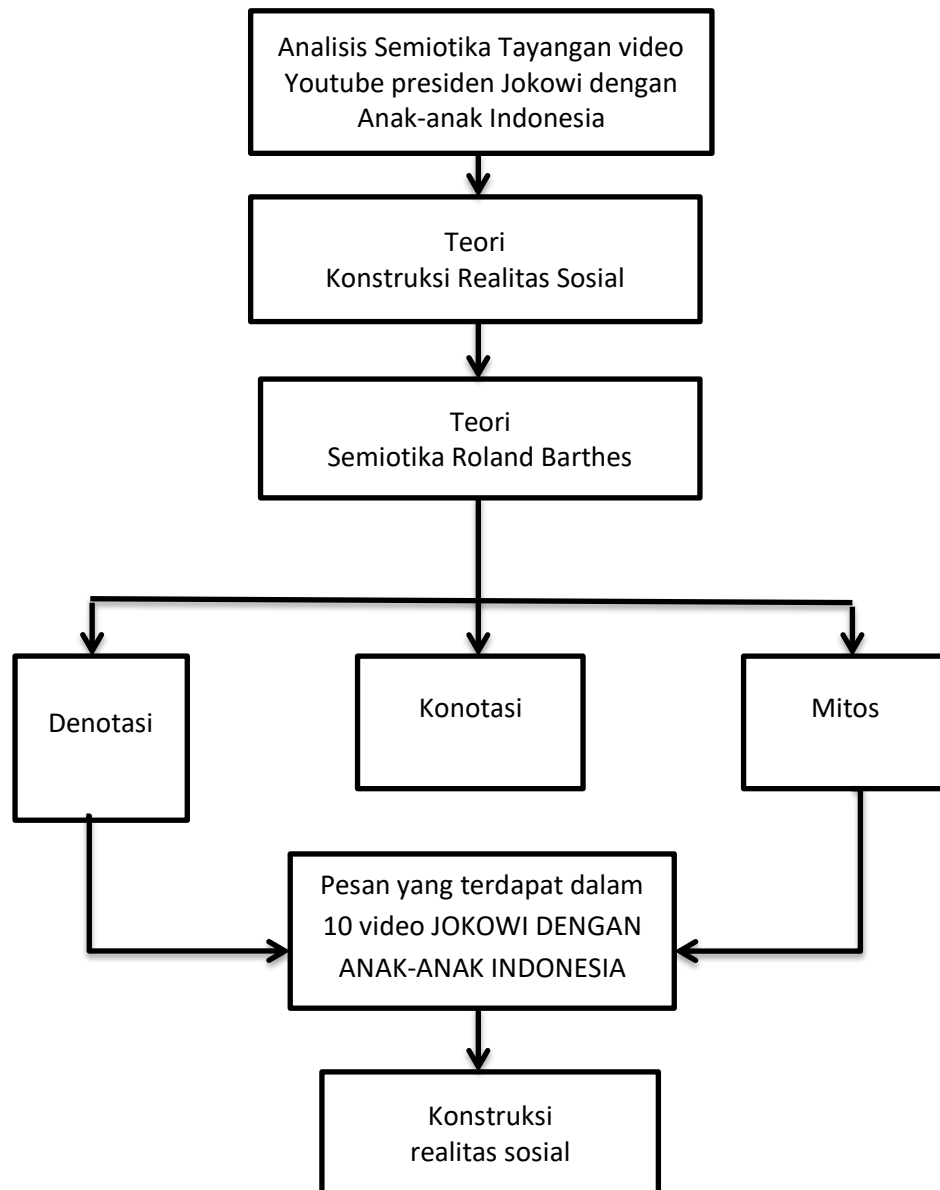 Analisis Semiotika Tayangan video
Youtube presiden Jokowi dengan
Anak-anak Indonesia
Teori
Konstruksi Realitas Sosial
Teori
Semiotika Roland Barthes
Denotasi
Konotasi
Mitos
Pesan yang terdapat dalam
10 video JOKOWI DENGAN
ANAK-ANAK INDONESIA
Konstruksi
realitas sosial